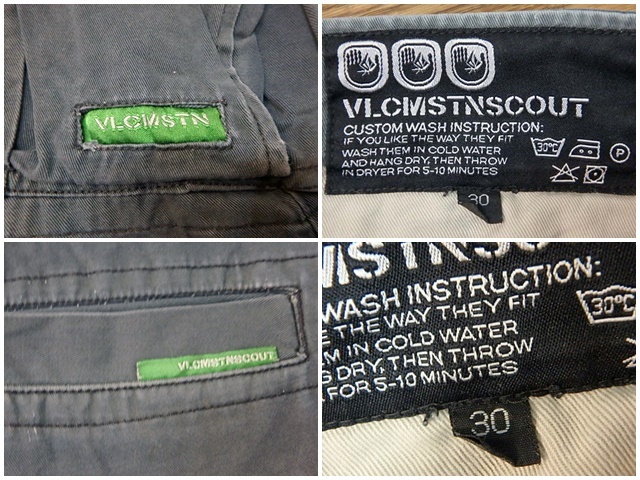 VLCMSTN
VLCMSTNSCOUT
CUSTOM WASH INSTRUCTION:
IF YOU LIKE THE WAY THEY FIT
WASH THEM IN COLD WATER
AND HANG DRY, THEN THROW
IN DRYER FOR 5-10 MINUTES
30°C
P
30
VLCMSTNSCOUT
MSTNSCO
WASH INSTRUCTION:
E THE WAY THEY FIT
M IN COLD WATER
G DRY, THEN THROW
FOR 5-10 MINUTES
30°C
30